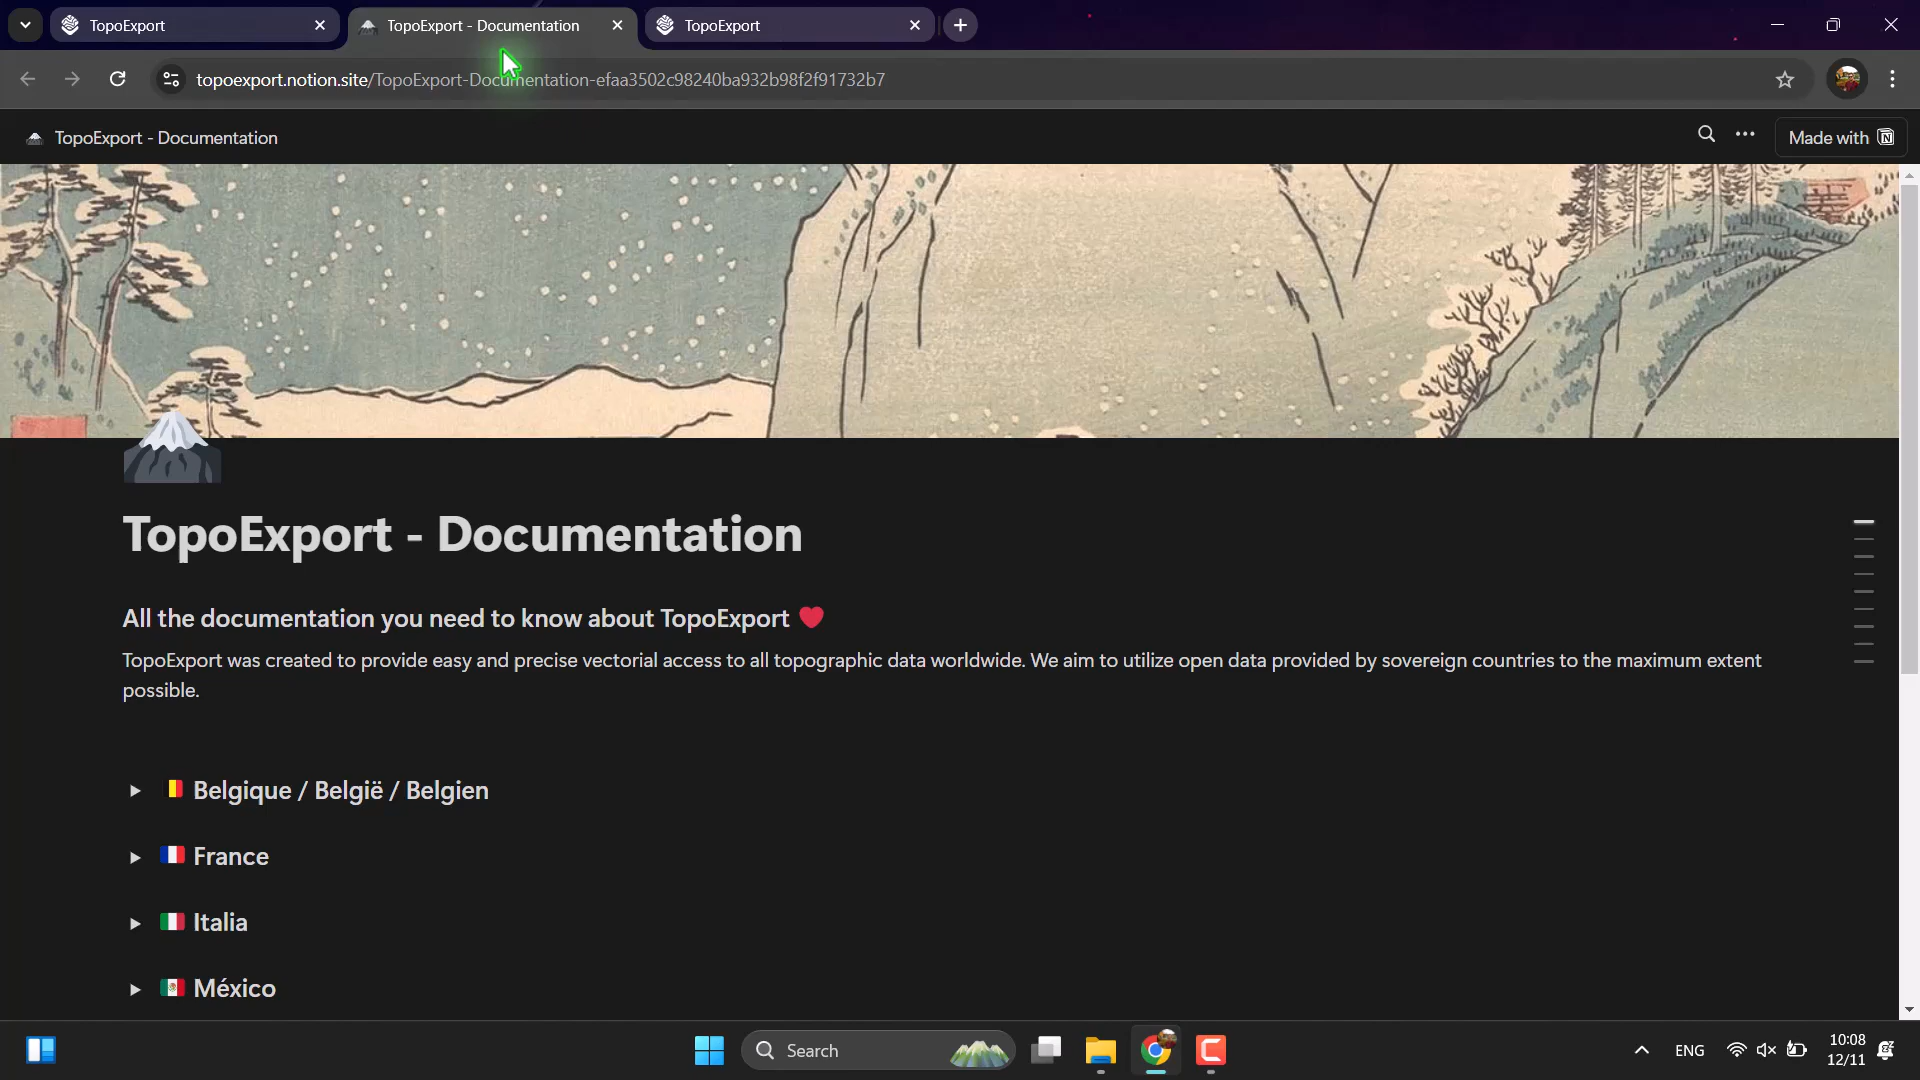 TopoExport
TopoExport - Documentation
TopoExport
topoexport.notion.site/TopoExport-Documentation-efaa3502c98240ba932b98f2f91732b7
TopoExport - Documentation
Made with
TopoExport - Documentation
All the documentation you need to know about TopoExport
TopoExport was created to provide easy and precise vectorial access to all topographic data worldwide. We aim to utilize open data provided by sovereign countries to the maximum extent
possible.
Belgique / België / Belgien
France
Italia
México
Search
ENG
10:08
12/11